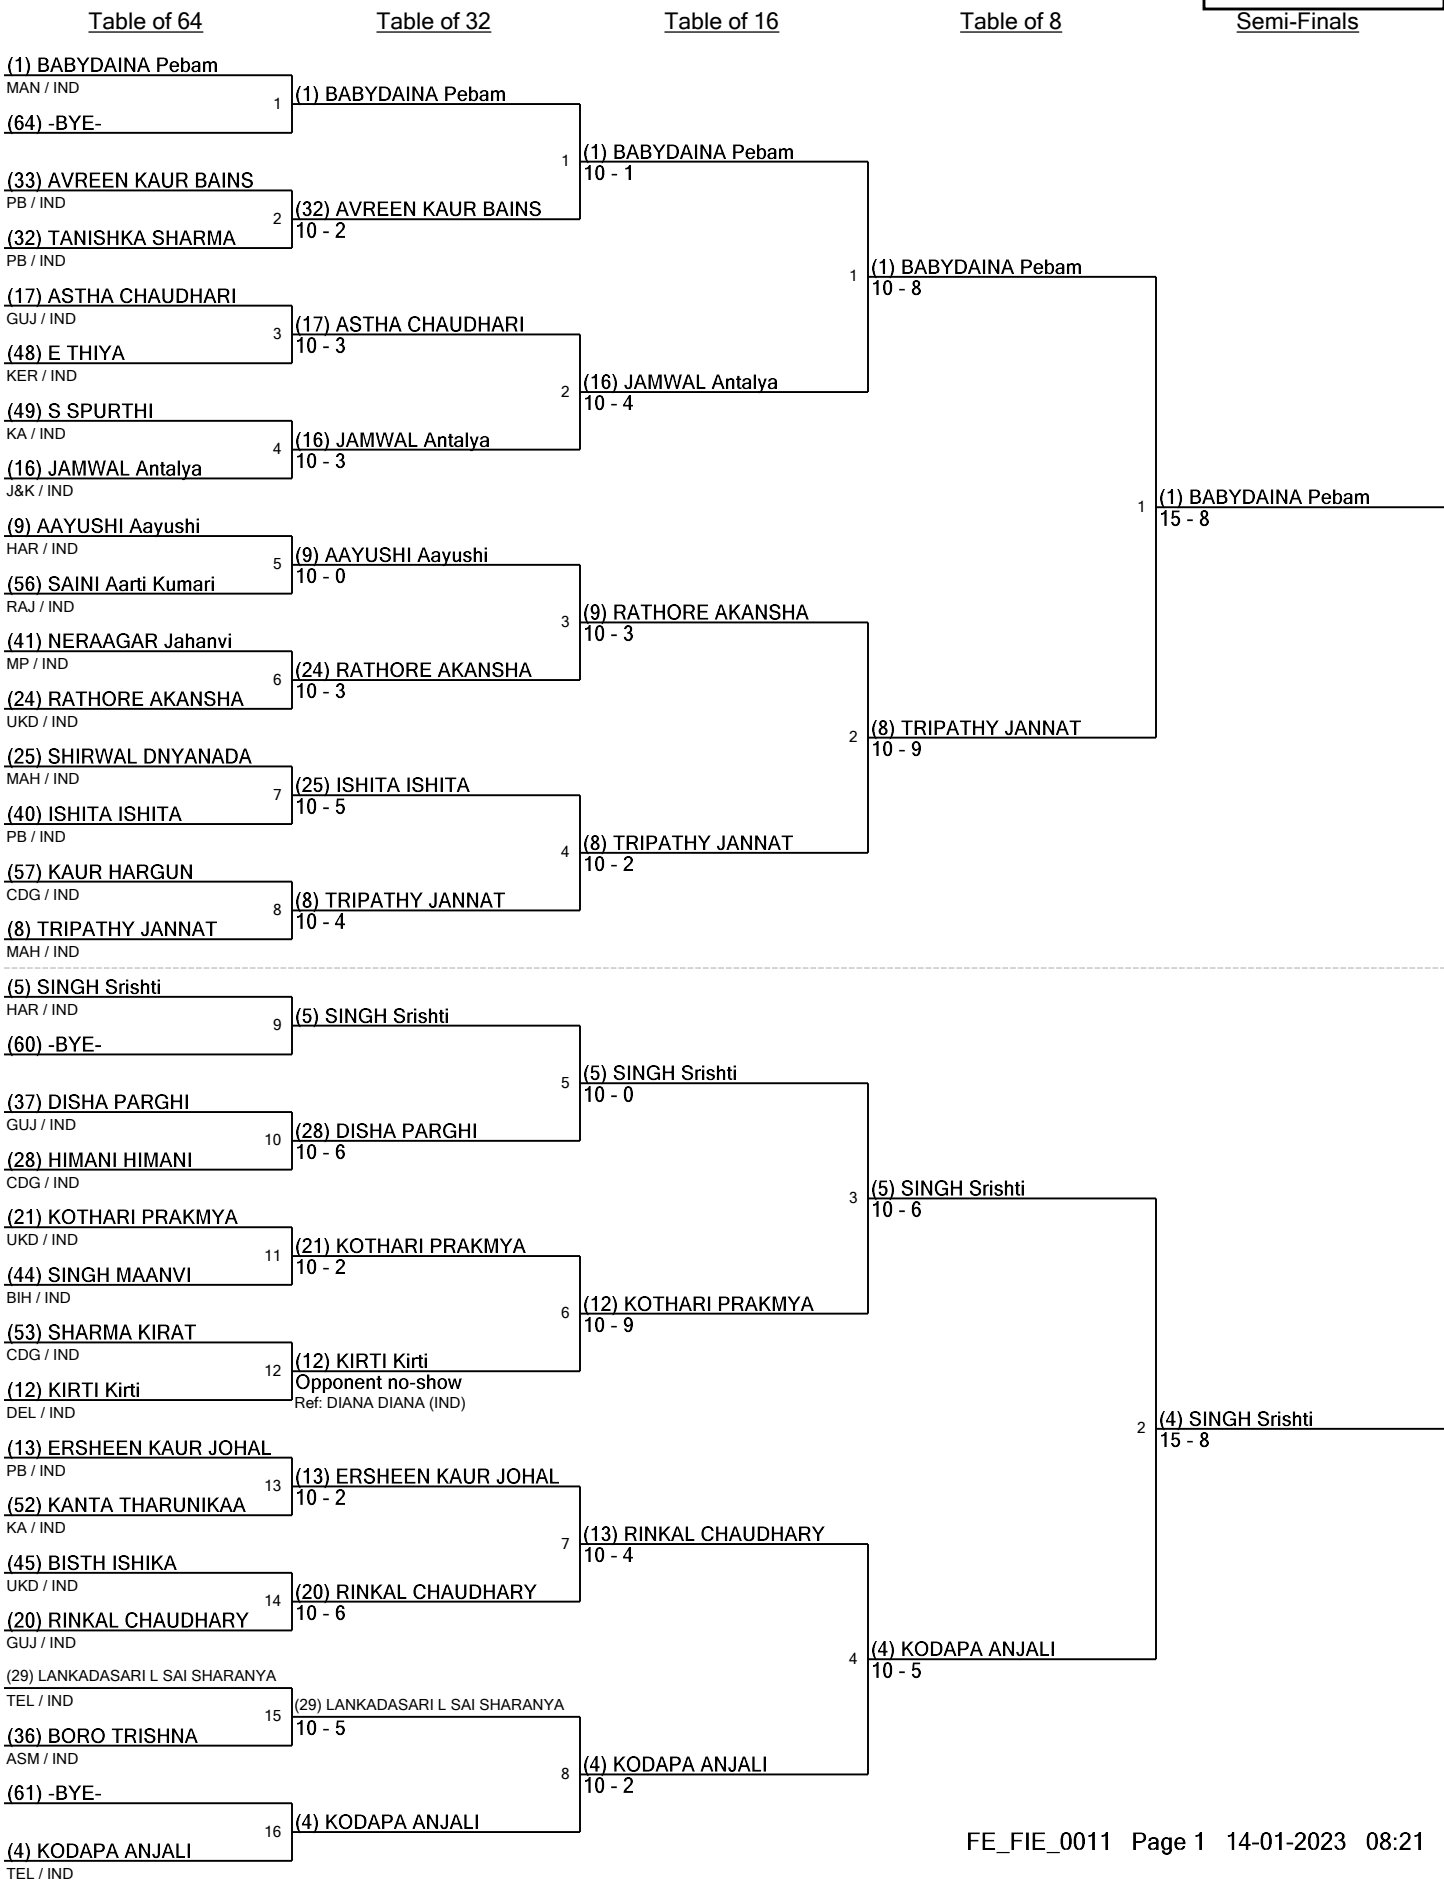 Table of 64
Table of 32
Table of 16
Table of 8
Semi-Finals
(1) BABYDAINA Pebam
MAN / IND
1
(64) -BYE-
(33) AVREEN KAUR BAINS
PB / IND
2
(32) TANISHKA SHARMA
PB / IND
(17) ASTHA CHAUDHARI
GUJ / IND
3
(48) E THIYA
KER / IND
(49) S SPURTHI
KA / IND
4
(16) JAMWAL Antalya
J&K / IND
(9) AAYUSHI Aayushi
HAR / IND
5
(56) SAINI Aarti Kumari
RAJ / IND
(41) NERAAGAR Jahanvi
MP / IND
6
(24) RATHORE AKANSHA
UKD / IND
(25) SHIRWAL DNYANADA
MAH / IND
7
(40) ISHITA ISHITA
PB / IND
(57) KAUR HARGUN
CDG / IND
8
(8) TRIPATHY JANNAT
MAH / IND
(5) SINGH Srishti
HAR / IND
9
(60) -BYE-
(37) DISHA PARGHI
GUJ / IND
10
(28) HIMANI HIMANI
CDG / IND
(21) KOTHARI PRAKMYA
UKD / IND
11
(44) SINGH MAANVI
BIH / IND
(53) SHARMA KIRAT
CDG / IND
12
(12) KIRTI Kirti
DEL / IND
(13) ERSHEEN KAUR JOHAL
PB / IND
13
(52) KANTA THARUNIKAA
KA / IND
(45) BISTH ISHIKA
UKD / IND
14
(20) RINKAL CHAUDHARY
GUJ / IND
(29) LANKADASARI L SAI SHARANYA
TEL / IND
15
(36) BORO TRISHNA
ASM / IND
(61) -BYE-
16
(4) KODAPA ANJALI
TEL / IND
(1) BABYDAINA Pebam
1
(32) AVREEN KAUR BAINS
10 - 2
(17) ASTHA CHAUDHARI
10 - 3
2
(16) JAMWAL Antalya
10 - 3
(9) AAYUSHI Aayushi
10 - 0
3
(24) RATHORE AKANSHA
10 - 3
(25) ISHITA ISHITA
10 - 5
4
(8) TRIPATHY JANNAT
10 - 4
(5) SINGH Srishti
5
(28) DISHA PARGHI
10 - 6
(21) KOTHARI PRAKMYA
10 - 2
6
(12) KIRTI Kirti
Opponent no-show
Ref: DIANA DIANA (IND)
(13) ERSHEEN KAUR JOHAL
10 - 2
7
(20) RINKAL CHAUDHARY
10 - 6
(29) LANKADASARI L SAI SHARANYA
10 - 5
8
(4) KODAPA ANJALI
(1) BABYDAINA Pebam
10 - 1
1
(16) JAMWAL Antalya
10 - 4
(9) RATHORE AKANSHA
10 - 3
2
(8) TRIPATHY JANNAT
10 - 2
(5) SINGH Srishti
10 - 0
3
(12) KOTHARI PRAKMYA
10 - 9
(13) RINKAL CHAUDHARY
10 - 4
4
(4) KODAPA ANJALI
10 - 2
(1) BABYDAINA Pebam
10 - 8
1
(8) TRIPATHY JANNAT
10 - 9
(5) SINGH Srishti
10 - 6
2
(4) KODAPA ANJALI
10 - 5
(1) BABYDAINA Pebam
15 - 8
(4) SINGH Srishti
15 - 8
FE_FIE_0011 Page 1 14-01-2023 08:21